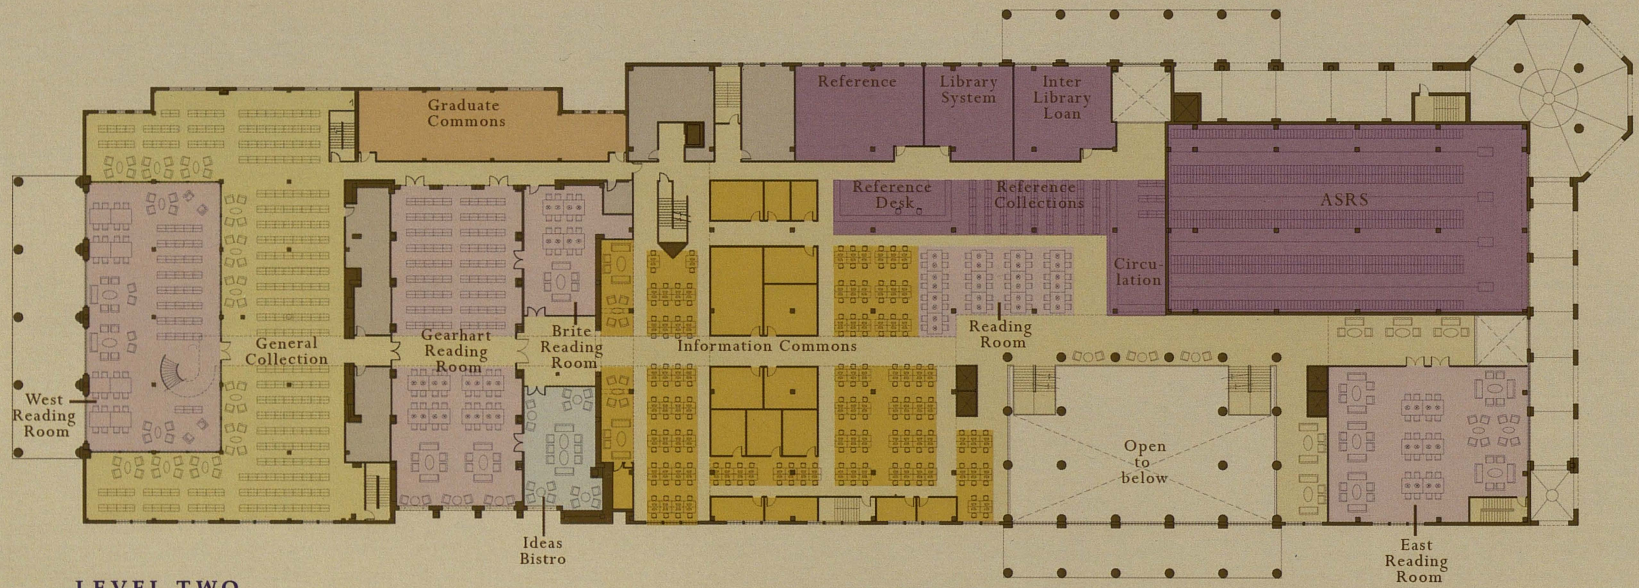 Graduate
Commons
Reference
Library
System
Inter
Library
Loan
Reference
Desk
Reference
Collections
ASRS
Circu-
lation
General
Collection
Gearhart
Reading
Room
Brite
Reading
Room
Information Commons
Reading
Room
West
Reading
Room
Open
to
below
Ideas
Bistro
East
Reading
Room
LEVEL TWO